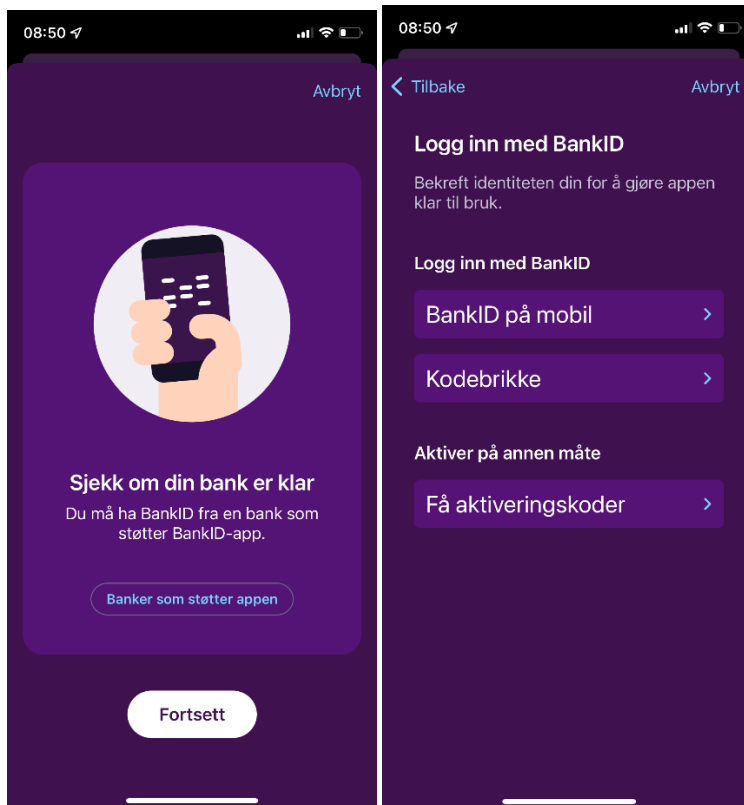 08:50
Avbryt
Sjekk om din bank er klar
Du må ha BankID fra en bank som
støtter BankID-app.
Banker som støtter appen
Fortsett
08:50
Tilbake
Avbryt
Logg inn med BankID
Bekreft identiteten din for å gjøre appen
klar til bruk.
Logg inn med BankID
BankID på mobil
Kodebrikke
Aktiver på annen måte
Få aktiveringskoder